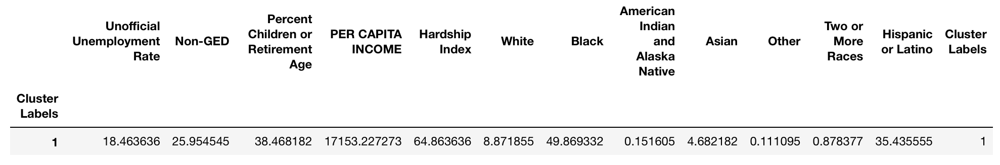 Unofficial Unemployment Rate Non-GED Percent Children or Retirement Age PER CAPITA INCOME Hardship Index White Black American Indian and Alaska Native Asian Other Two or More Races Hispanic or Latino Cluster Labels
Cluster Labels
1 18.463636 25.954545 38.468182 17153.227273 64.863636 8.871855 49.869332 0.151605 4.682182 0.111095 0.878377 35.435555 1